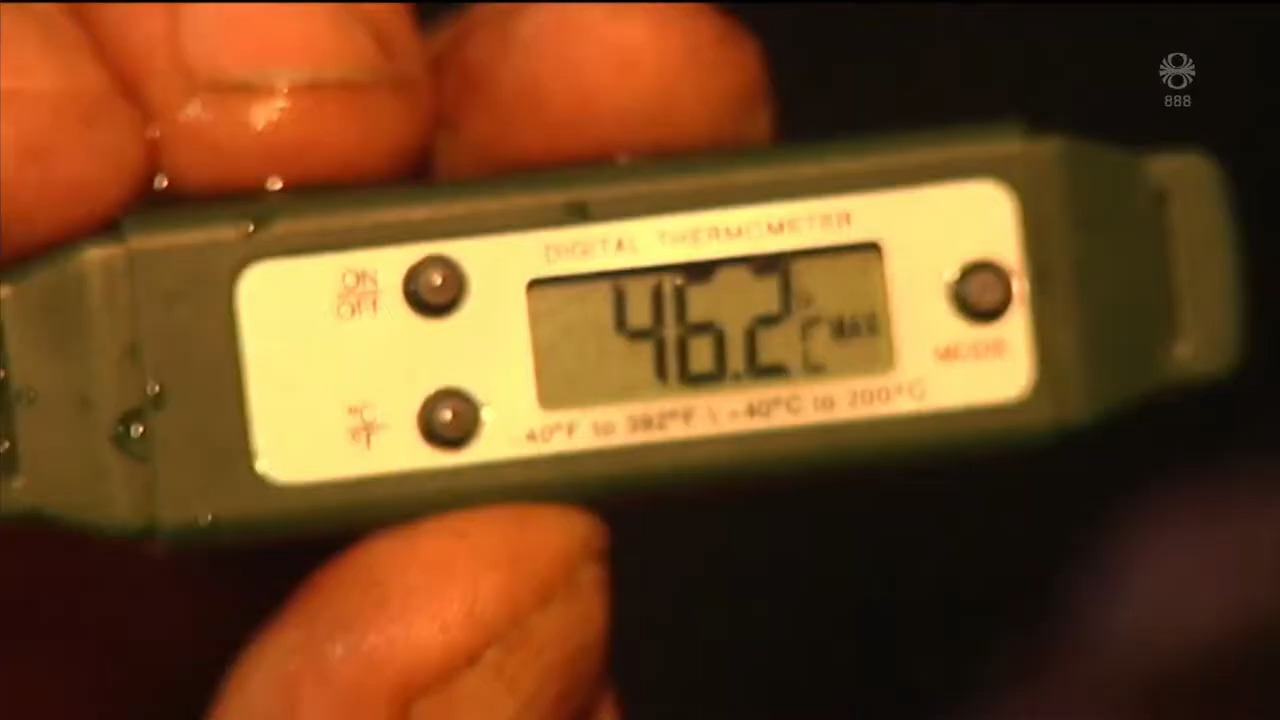 888
DIGITAL THERMOMETER
ON
OFF
46.2°C MAX
MODE
°C
°F
-40°F to 392°F \ -40°C to 200°C